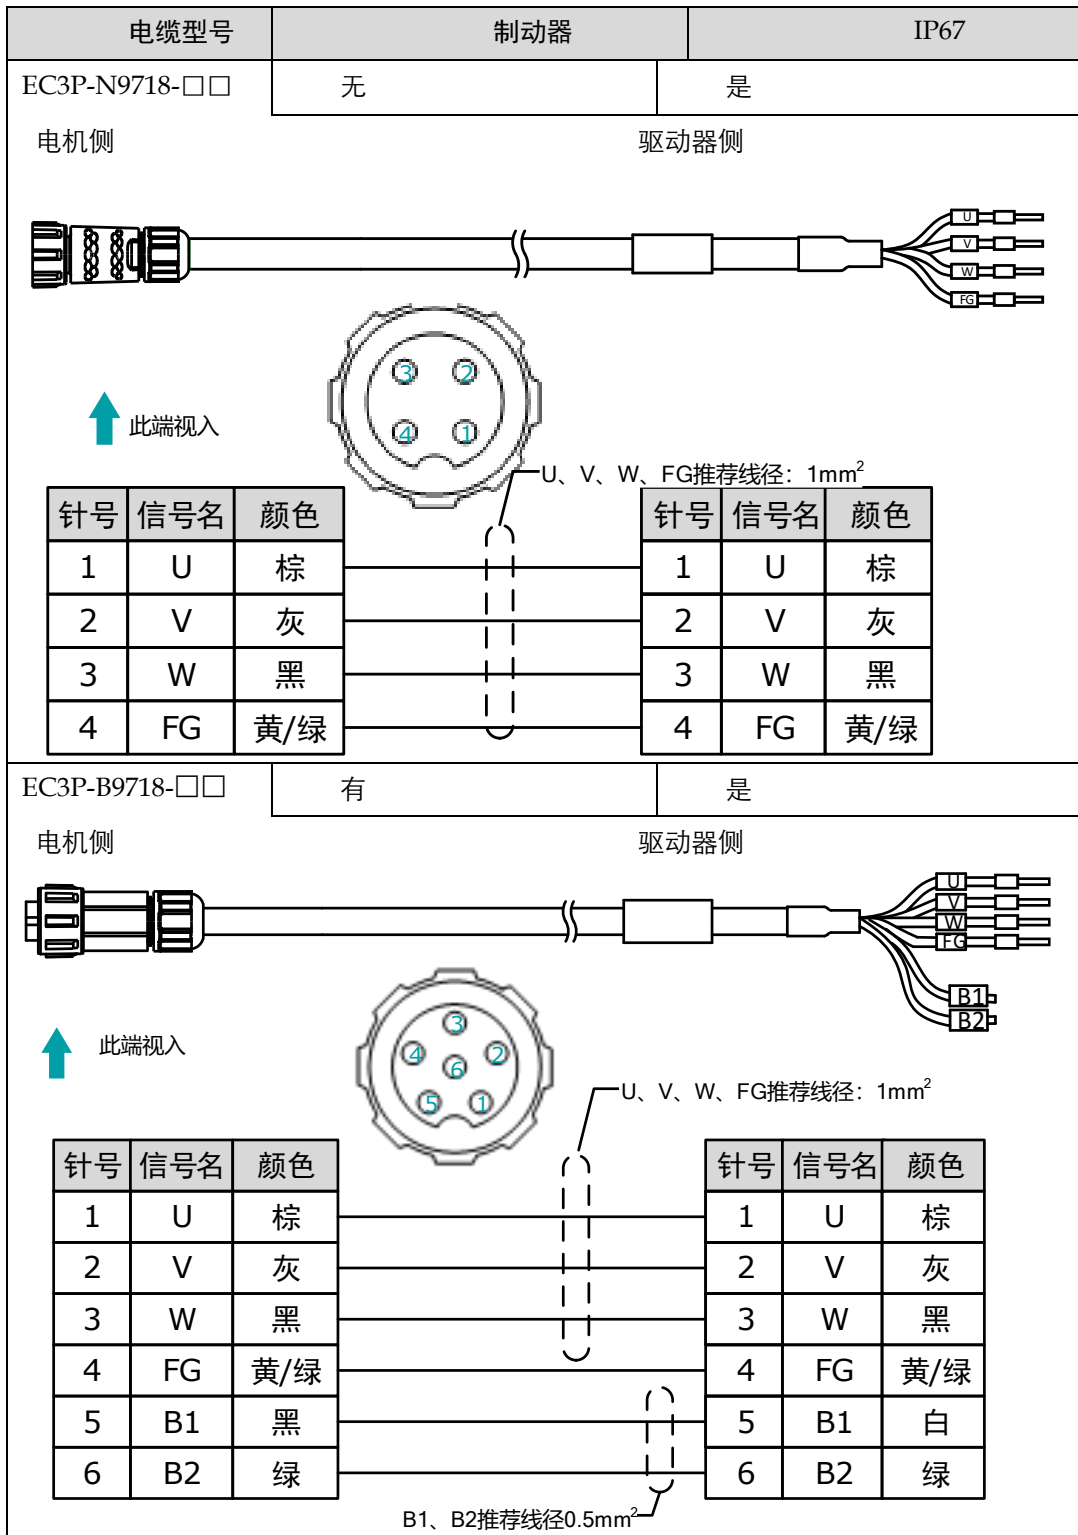 电缆型号 制动器 IP67
EC3P-N9718-□□ 无 是
电机侧 驱动器侧
U
V
W
FG
3 2
4 1
此端视入
U、V、W、FG推荐线径：1mm²
针号 信号名 颜色 针号 信号名 颜色
1 U 棕 1 U 棕
2 V 灰 2 V 灰
3 W 黑 3 W 黑
4 FG 黄/绿 4 FG 黄/绿
EC3P-B9718-□□ 有 是
电机侧 驱动器侧
U
V
W
FG
B1
B2
3
4 2
6
5 1
此端视入
U、V、W、FG推荐线径：1mm²
针号 信号名 颜色 针号 信号名 颜色
1 U 棕 1 U 棕
2 V 灰 2 V 灰
3 W 黑 3 W 黑
4 FG 黄/绿 4 FG 黄/绿
5 B1 黑 5 B1 白
6 B2 绿 6 B2 绿
B1、B2推荐线径0.5mm²